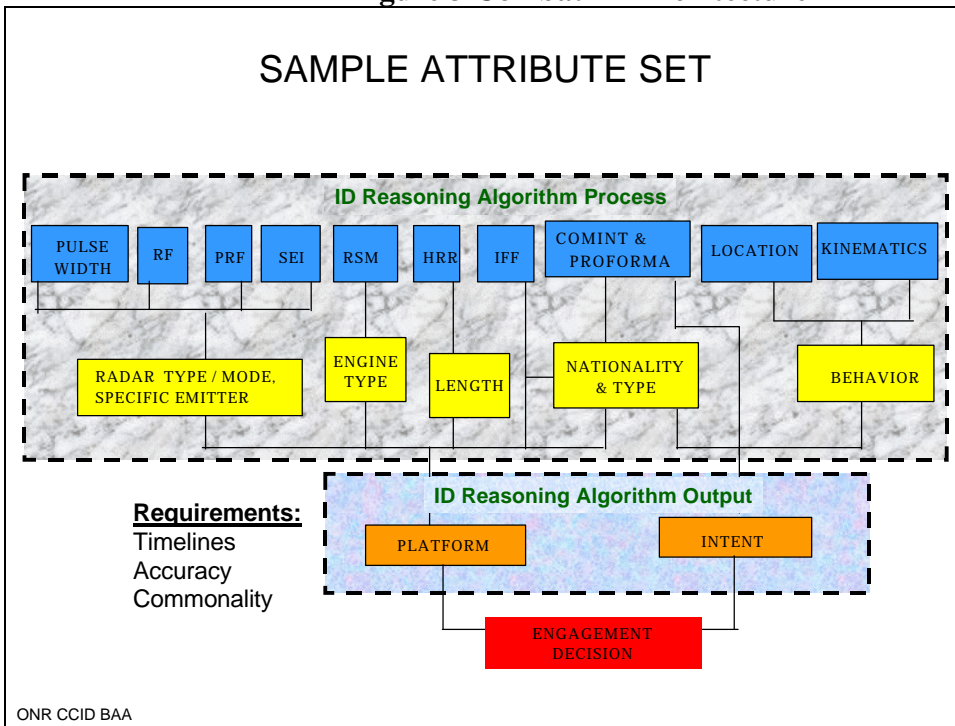 SAMPLE ATTRIBUTE SET
ID Reasoning Algorithm Process
PULSE
WIDTH
RF
PRF
SEI
RSM
HRR
IFF
COMINT &
PROFORMA
LOCATION
KINEMATICS
RADAR TYPE / MODE,
SPECIFIC EMITTER
ENGINE
TYPE
LENGTH
NATIONALITY
& TYPE
BEHAVIOR
ID Reasoning Algorithm Output
Requirements:
Timelines
Accuracy
Commonality
PLATFORM
INTENT
ENGAGEMENT
DECISION
ONR CCID BAA